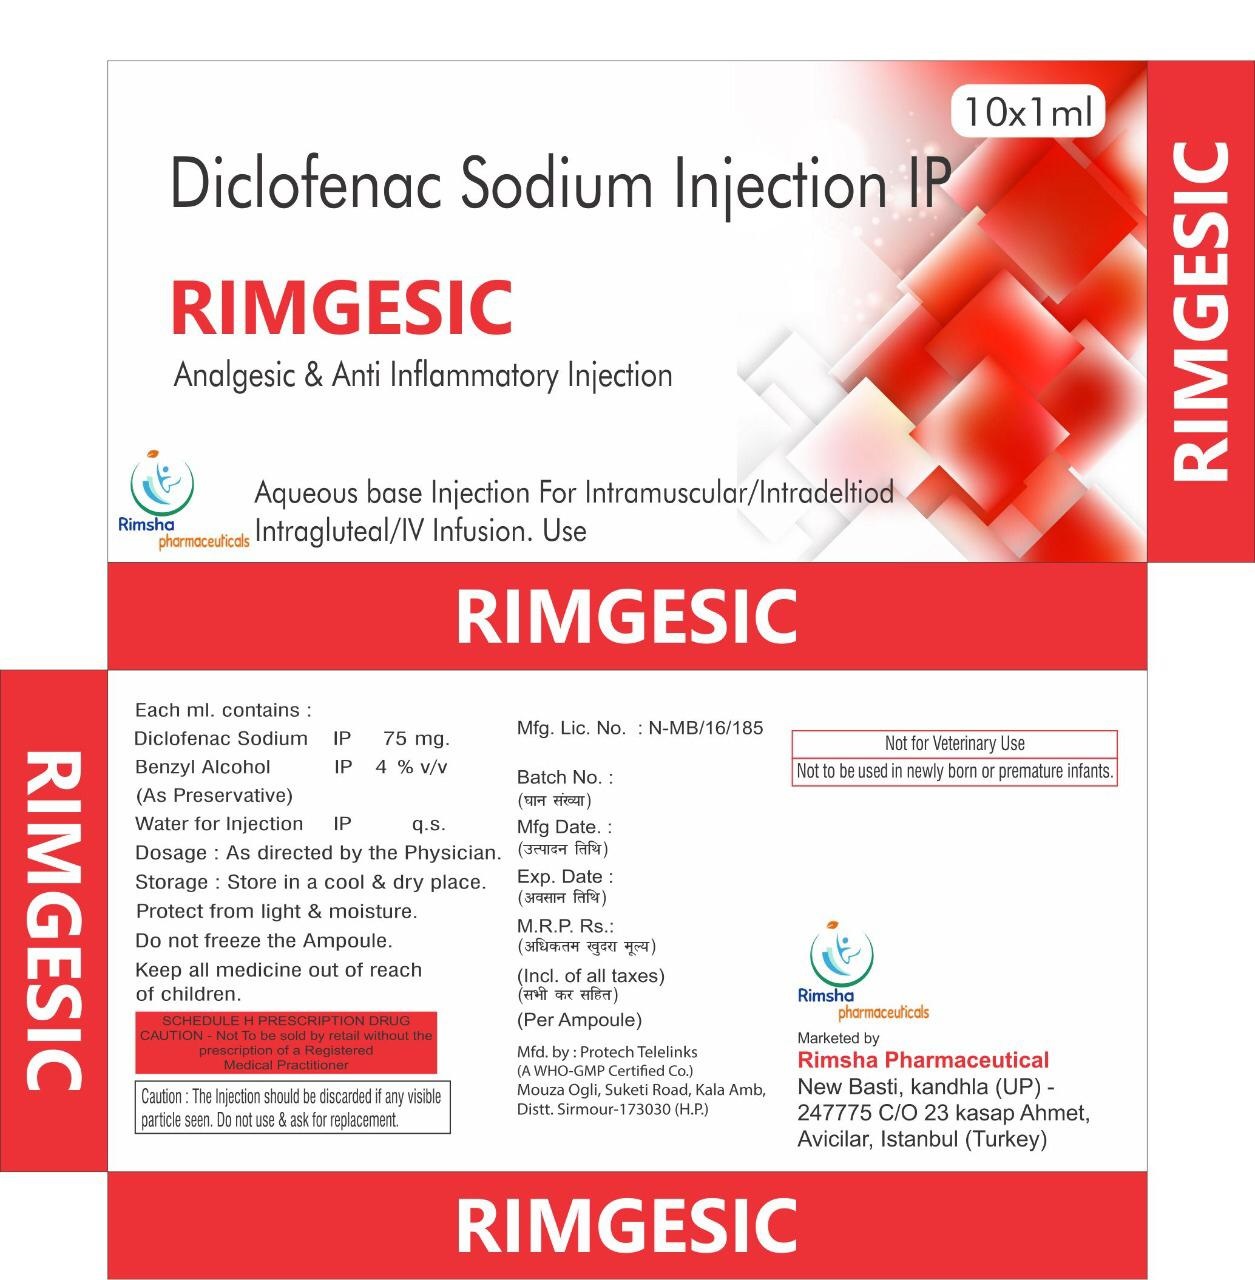 10x1ml
Diclofenac Sodium Injection IP
RIMGESIC
Analgesic & Anti Inflammatory Injection
Rimsha
pharmaceuticals
Aqueous base Injection For Intramuscular/Intradeltiod
Intragluteal/IV Infusion. Use
RIMGESIC
RIMGESIC
RIMGESIC
Each ml. contains :
Diclofenac Sodium IP 75 mg.
Benzyl Alcohol IP 4 % v/v
(As Preservative)
Water for Injection IP q.s.
Dosage : As directed by the Physician.
Storage : Store in a cool & dry place.
Protect from light & moisture.
Do not freeze the Ampoule.
Keep all medicine out of reach
of children.
SCHEDULE H PRESCRIPTION DRUG
CAUTION - Not To be sold by retail without the
prescription of a Registered
Medical Practitioner
Caution : The Injection should be discarded if any visible
particle seen. Do not use & ask for replacement.
Mfg. Lic. No. : N-MB/16/185
Batch No. :
(घान संख्या)
Mfg Date. :
(उत्पादन तिथि)
Exp. Date :
(अवसान तिथि)
M.R.P. Rs.:
(अधिकतम खुदरा मूल्य)
(Incl. of all taxes)
(सभी कर सहित)
(Per Ampoule)
Mfd. by : Protech Telelinks
(A WHO-GMP Certified Co.)
Mouza Ogli, Suketi Road, Kala Amb,
Distt. Sirmour-173030 (H.P.)
Not for Veterinary Use
Not to be used in newly born or premature infants.
Rimsha
pharmaceuticals
Marketed by
Rimsha Pharmaceutical
New Basti, kandhla (UP) -
247775 C/O 23 kasap Ahmet,
Avicilar, Istanbul (Turkey)
RIMGESIC